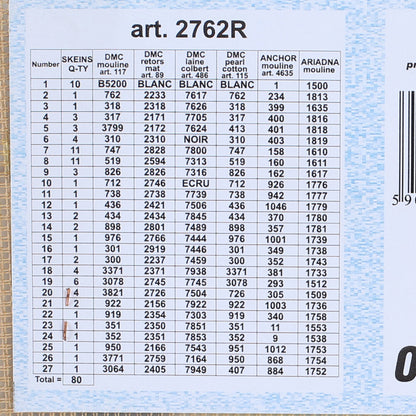 art. 2762R
Number SKEINS Q-TY DMC mouline art. 117 DMC retors mat art. 89 DMC laine colbert art. 486 DMC pearl cotton art. 115 ANCHOR mouline art. 4635 ARIADNA mouline
1 10 B5200 BLANC BLANC BLANC 1 1500
2 1 762 2233 7617 762 234 1813
3 1 318 2318 7626 318 399 1635
4 3 317 2171 7705 317 400 1816
5 3 3799 2172 7624 413 401 1818
6 4 310 2310 NOIR 310 403 1818
7 11 747 2828 7800 747 158 1610
8 11 519 2594 7313 519 160 1611
9 3 826 2826 7316 826 162 1617
10 1 712 2746 ECRU 712 926 1776
11 1 738 2738 7739 738 942 1777
12 1 436 2421 7506 436 1046 1779
13 2 434 2434 7845 434 370 1780
14 2 898 2801 7489 898 357 1781
15 1 976 2766 7444 976 1001 1739
16 1 301 2919 7446 301 349 1738
17 2 300 2237 7459 300 352 1743
18 4 3371 2371 7938 3371 381 1733
19 6 3078 2745 7745 3078 293 1512
20 4 3821 2726 7504 726 305 1509
21 2 922 2156 7922 922 1003 1736
22 1 919 2354 7303 919 340 1758
23 1 351 2350 7851 351 11 1553
24 1 352 2351 7853 352 9 1538
25 1 950 2166 7543 951 1012 1753
26 1 3771 2759 7164 950 868 1754
27 1 3064 2405 7949 407 884 1752
Total = 80